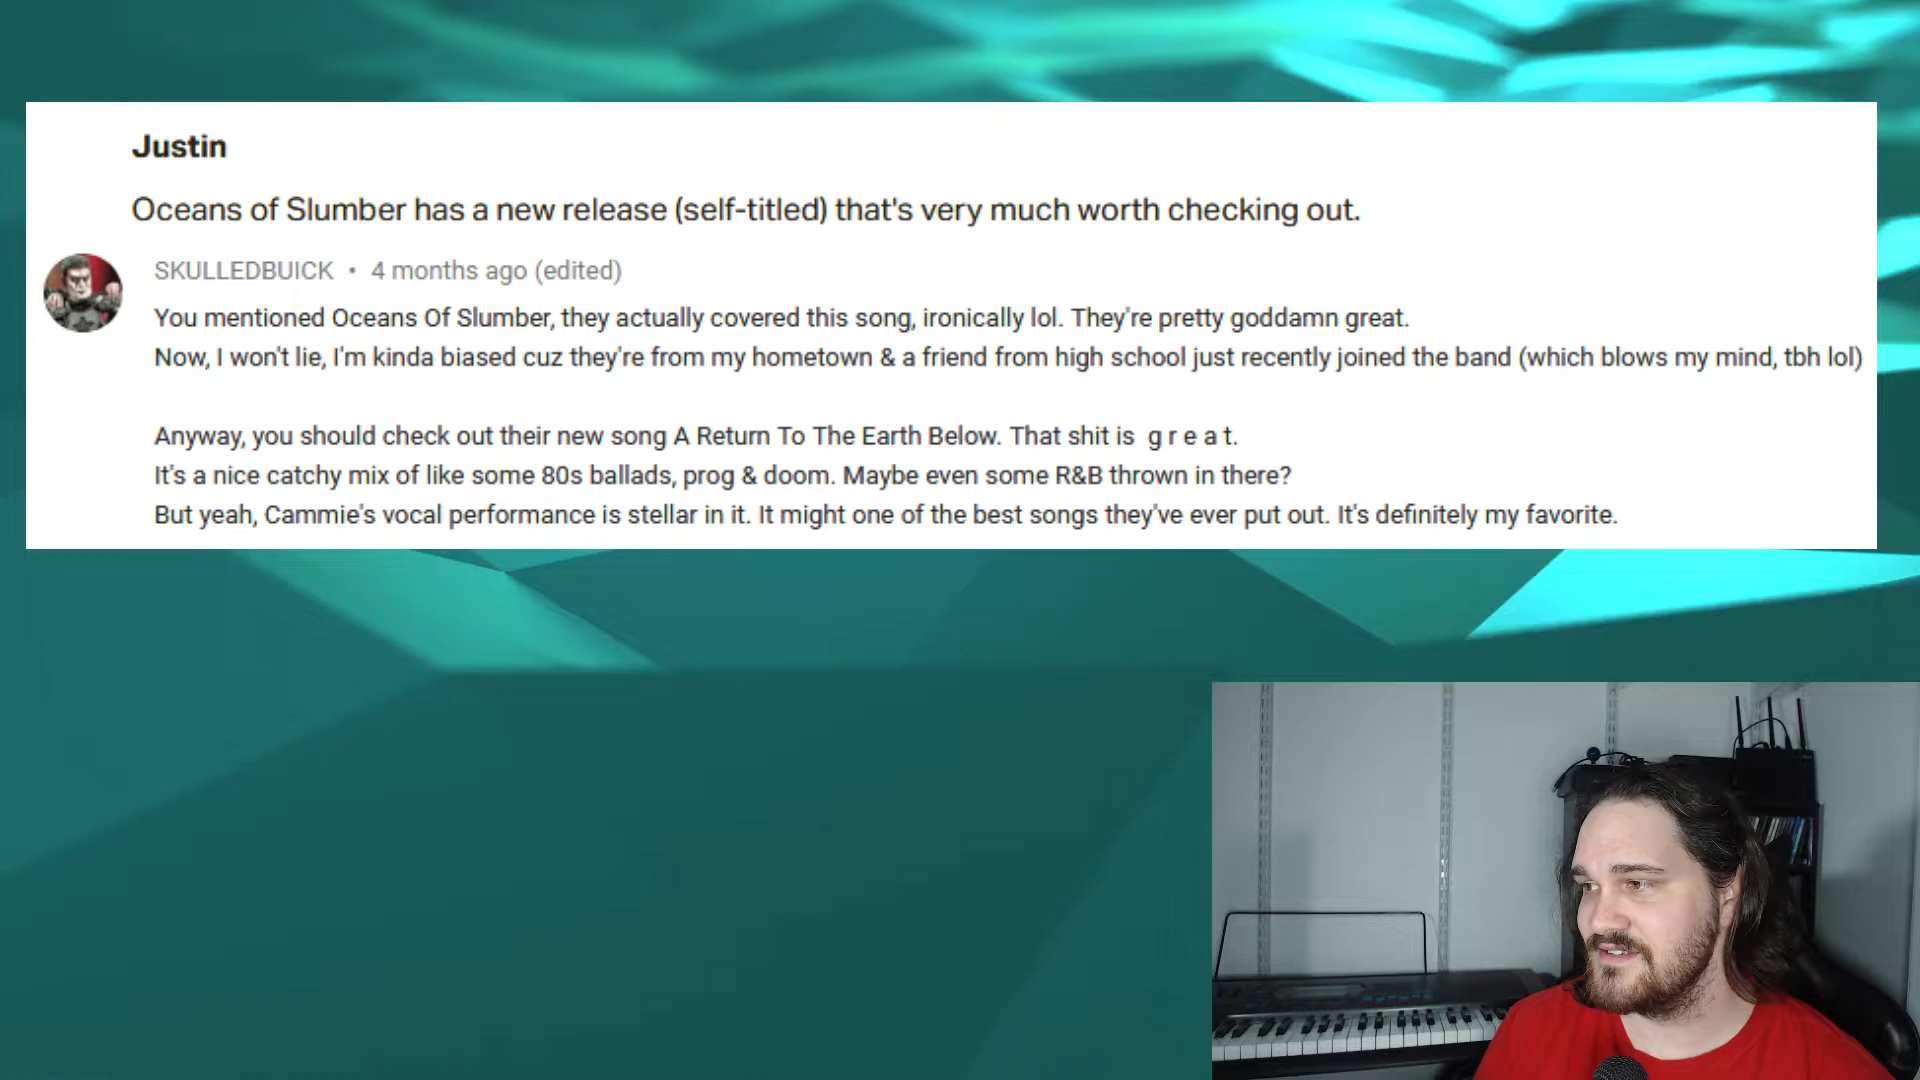 Justin
Oceans of Slumber has a new release (self-titled) that's very much worth checking out.
SKULLEDBUICK • 4 months ago (edited)
You mentioned Oceans Of Slumber, they actually covered this song, ironically lol. They're pretty goddamn great.
Now, I won't lie, I'm kinda biased cuz they're from my hometown & a friend from high school just recently joined the band (which blows my mind, tbh lol)
Anyway, you should check out their new song A Return To The Earth Below. That shit is g r e a t.
It's a nice catchy mix of like some 80s ballads, prog & doom. Maybe even some R&B thrown in there?
But yeah, Cammie's vocal performance is stellar in it. It might one of the best songs they've ever put out. It's definitely my favorite.